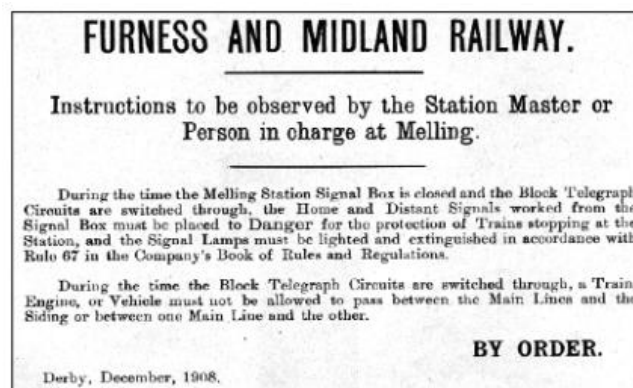 FURNESS AND MIDLAND RAILWAY.
Instructions to be observed by the Station Master or
Person in charge at Melling.
During the time the Melling Station Signal Box is closed and the Block Telegraph
Circuits are switched through, the Home and Distant Signals worked from the
Signal Box must be placed to Danger for the protection of Trains stopping at the
Station, and the Signal Lamps must be lighted and extinguished in accordance with
Rule 67 in the Company's Book of Rules and Regulations.
During the time the Block Telegraph Circuits are switched through, a Train
Engine, or Vehicle must not be allowed to pass between the Main Lines and the
Siding or between one Main Line and the other.
BY ORDER.
Derby, December, 1908.